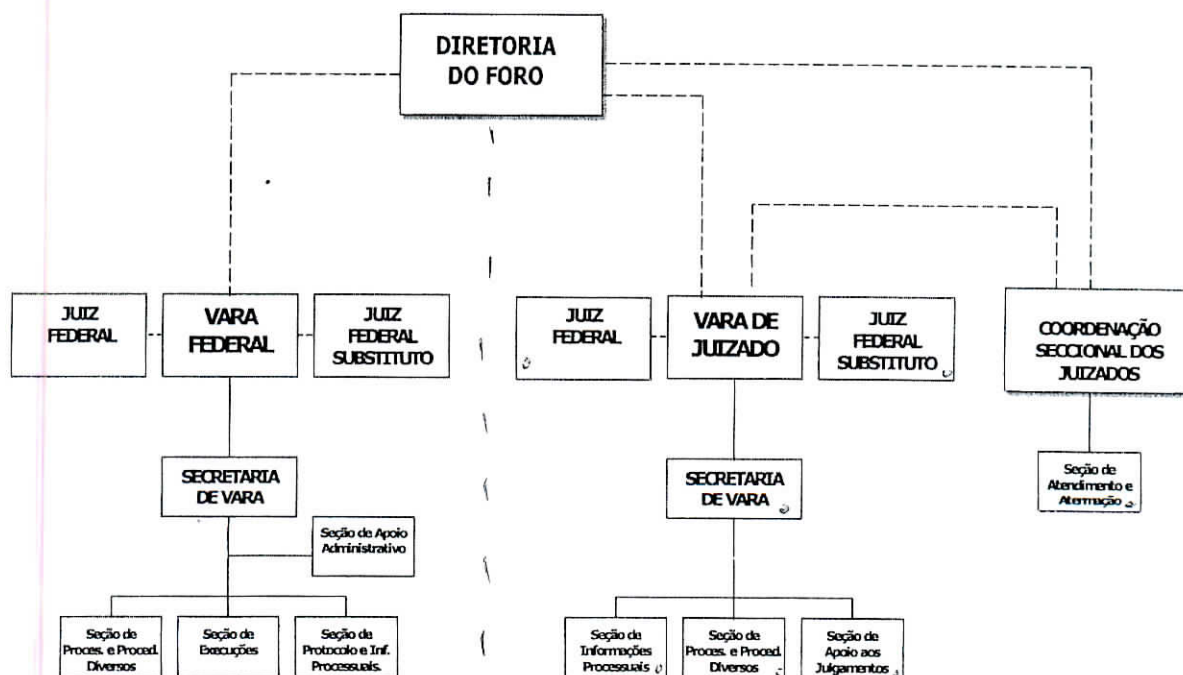 DIRETORIA
DO FORO
JUIZ
FEDERAL
VARA
FEDERAL
JUIZ
FEDERAL
SUBSTITUTO
JUIZ
FEDERAL
VARA DE
JUIZADO
JUIZ
FEDERAL
SUBSTITUTO
COORDENAÇÃO
SECCIONAL DOS
JUIZADOS
SECRETARIA
DE VARA
Seção de Apoio
Administrativo
SECRETARIA
DE VARA
Seção de
Atendimento e
Atermação
Seção de
Proces. e Proced.
Diversos
Seção de
Execuções
Seção de
Protocolo e Inf.
Processuais.
Seção de
Informações
Processuais
Seção de
Proces. e Proced.
Diversos
Seção de
Apoio aos
Julgamentos